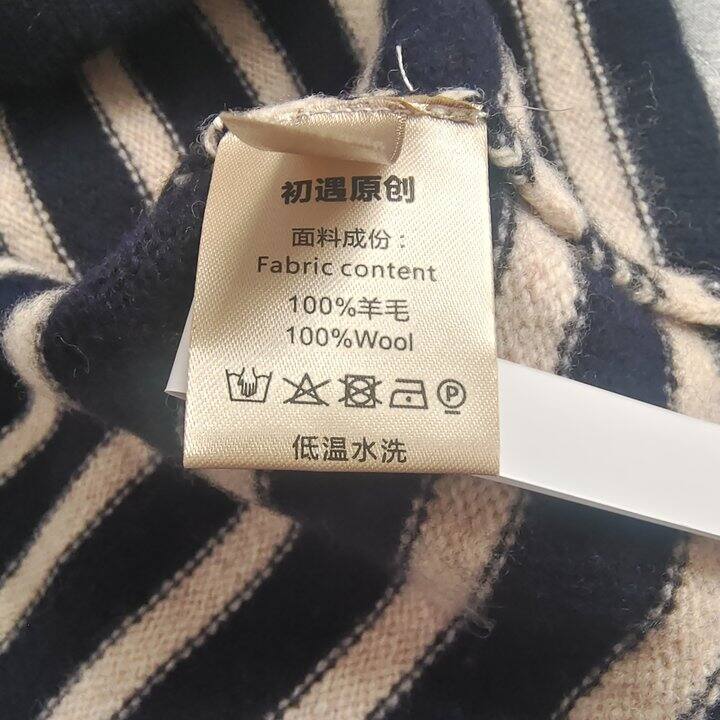 初遇原创
面料成份：
Fabric content
100%羊毛
100%Wool
P
低温水洗